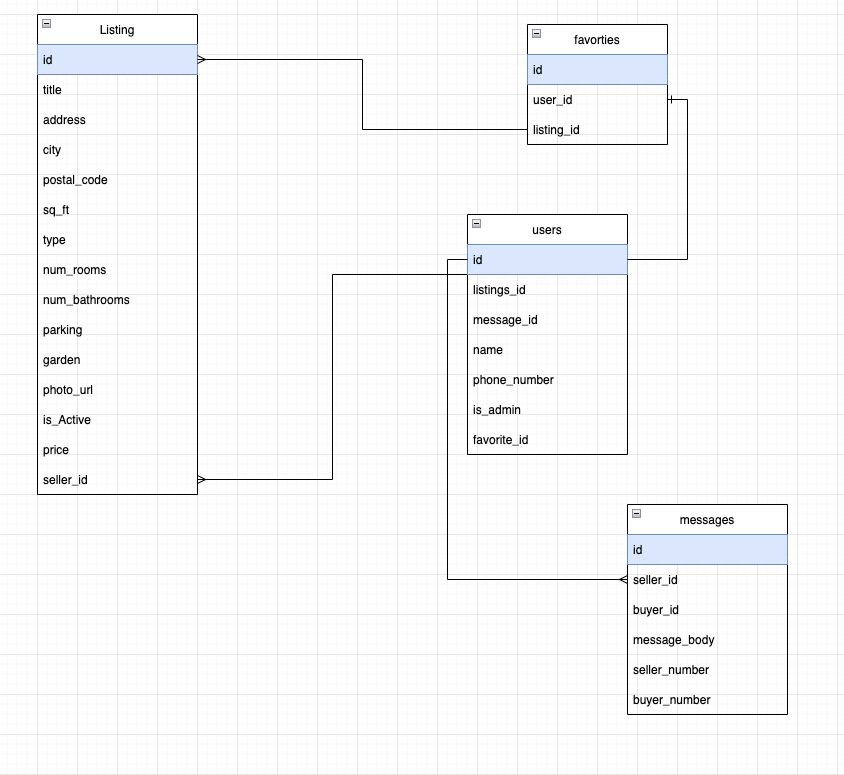 Listing
id
title
address
city
postal_code
sq_ft
type
num_rooms
num_bathrooms
parking
garden
photo_url
is_Active
price
seller_id
favorties
id
user_id
listing_id
users
id
listings_id
message_id
name
phone_number
is_admin
favorite_id
messages
id
seller_id
buyer_id
message_body
seller_number
buyer_number